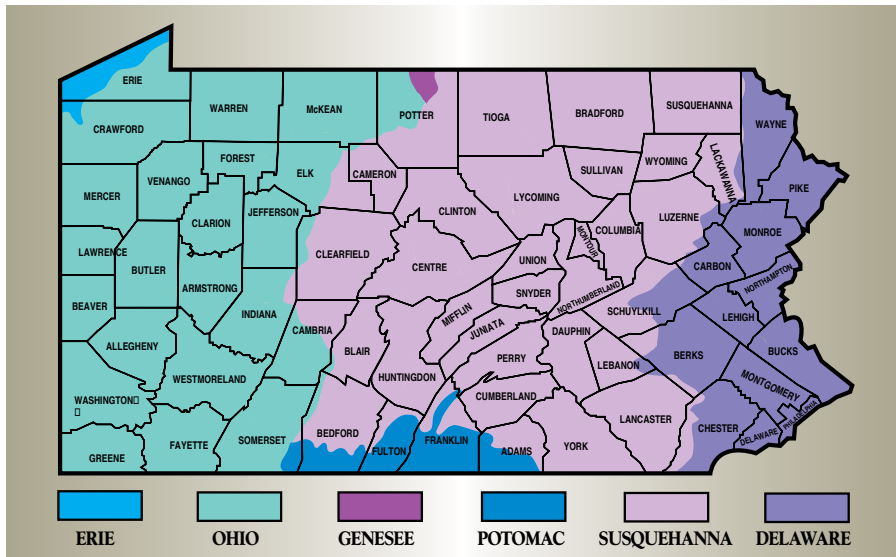 ERIE
CRAWFORD
WARREN
McKEAN
POTTER
TIOGA
BRADFORD
SUSQUEHANNA
WAYNE
FOREST
VENANGO
ELK
CAMERON
SULLIVAN
WYOMING
LACKAWANNA
PIKE
MERCER
CLARION
JEFFERSON
CLINTON
LYCOMING
COLUMBIA
MONTOUR
LUZERNE
MONROE
LAWRENCE
BUTLER
CLEARFIELD
CENTRE
UNION
CARBON
NORTHAMPTON
BEAVER
ARMSTRONG
INDIANA
SNYDER
NORTHUMBERLAND
SCHUYLKILL
LEHIGH
ALLEGHENY
CAMBRIA
BLAIR
MIFFLIN
JUNIATA
DAUPHIN
BERKS
BUCKS
WESTMORELAND
HUNTINGDON
PERRY
LEBANON
MONTGOMERY
WASHINGTON
CUMBERLAND
LANCASTER
CHESTER
DELAWARE
PHILADELPHIA
GREENE
FAYETTE
SOMERSET
BEDFORD
FULTON
FRANKLIN
ADAMS
YORK
ERIE
OHIO
GENESEE
POTOMAC
SUSQUEHANNA
DELAWARE